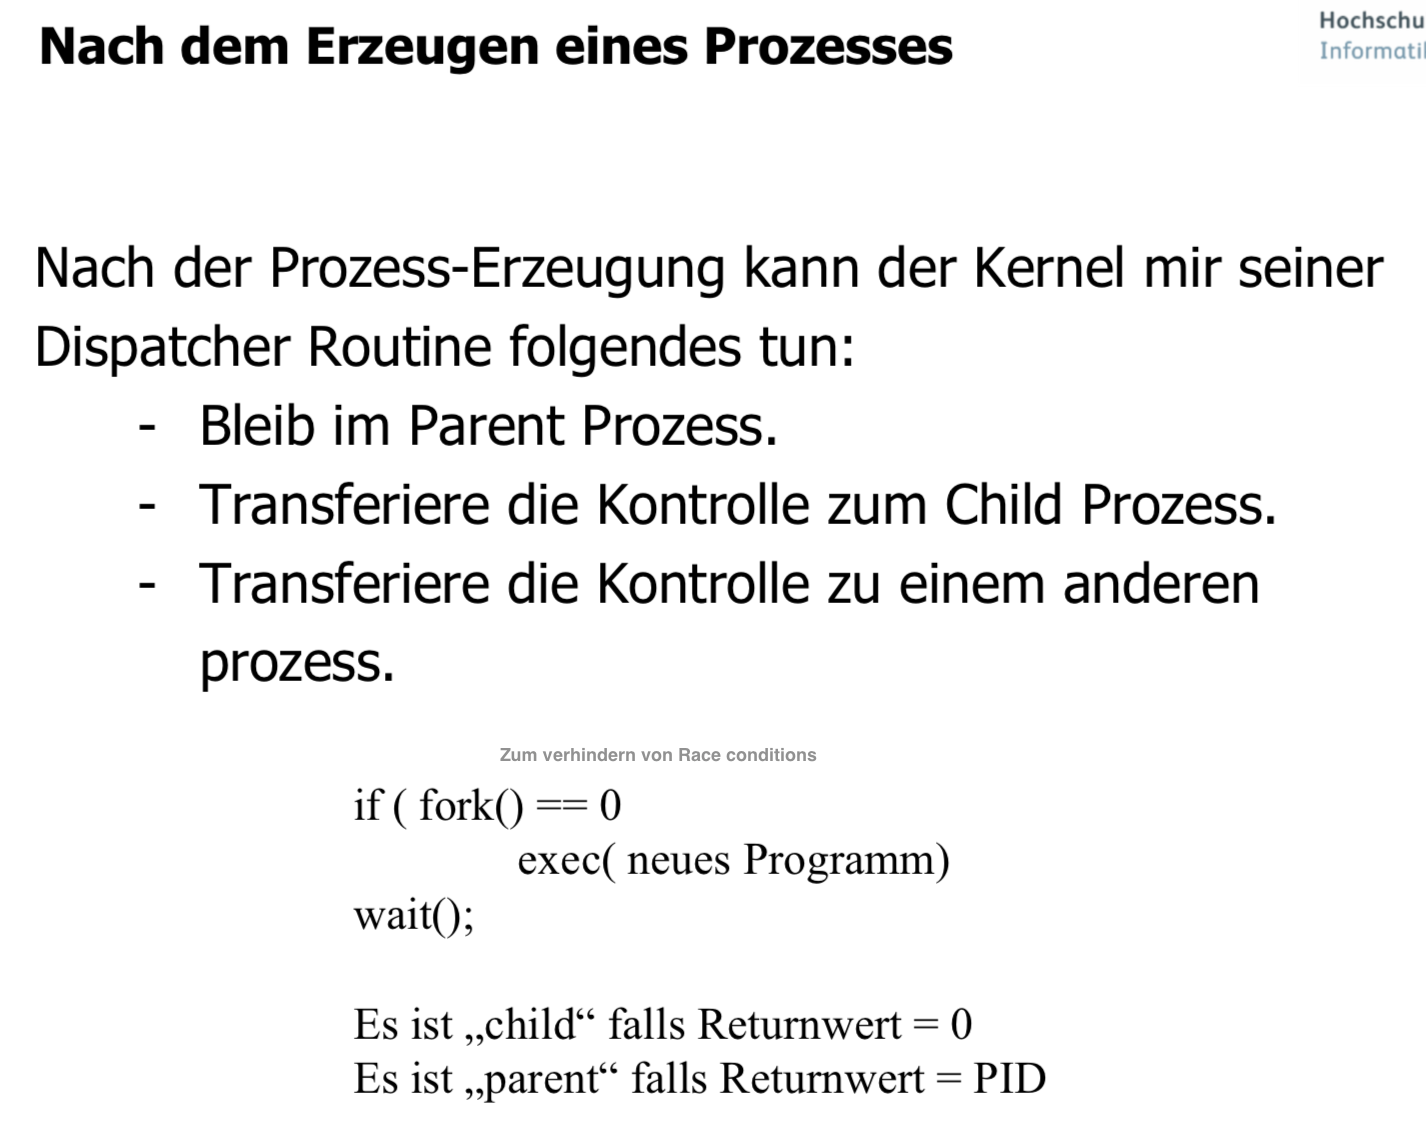 Nach dem Erzeugen eines Prozesses
Hochschu
Informatik
Nach der Prozess-Erzeugung kann der Kernel mir seiner
Dispatcher Routine folgendes tun:
- Bleib im Parent Prozess.
- Transferiere die Kontrolle zum Child Prozess.
- Transferiere die Kontrolle zu einem anderen
prozess.
Zum verhindern von Race conditions
if ( fork() == 0
exec( neues Programm)
wait();
Es ist „child“ falls Returnwert = 0
Es ist „parent“ falls Returnwert = PID